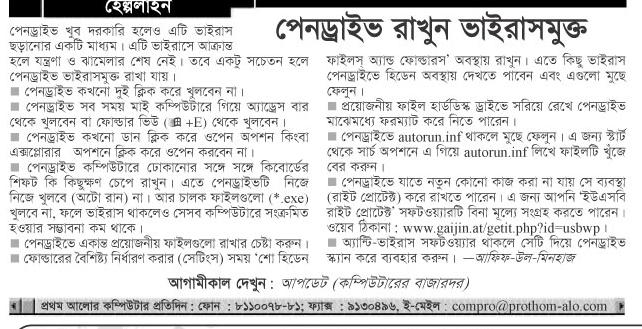 হেল্পলাইন
পেনড্রাইভ রাখুন ভাইরাসমুক্ত
পেনড্রাইভ খুব দরকারি হলেও এটি ভাইরাস
ছড়ানোর একটি মাধ্যম। এটি ভাইরাসে আক্রান্ত
হলে যন্ত্রণা ও ঝামেলার শেষ নেই। তবে একটু সচেতন হলে
পেনড্রাইভ ভাইরাসমুক্ত রাখা যায়।
■ পেনড্রাইভ কখনো দুই ক্লিক করে খুলবেন না।
■ পেনড্রাইভ সব সময় মাই কম্পিউটারে গিয়ে অ্যাড্রেস বার
থেকে খুলবেন বা ফোল্ডার ভিউ (⊞ +E) থেকে খুলবেন।
■ পেনড্রাইভ কখনো ডান ক্লিক করে ওপেন অপশন কিংবা
এক্সপ্লোরার অপশনে ক্লিক করে ওপেন করবেন না।
■ পেনড্রাইভ কম্পিউটারে ঢোকানোর সঙ্গে সঙ্গে কিবোর্ডের
শিফট কি কিছুক্ষণ চেপে রাখুন। এতে পেনড্রাইভটি নিজে
নিজে খুলবে (অটো রান) না। আর চালক ফাইলগুলো (*.exe)
খুলবে না, ফলে ভাইরাস থাকলেও সেসব কম্পিউটারে সংক্রমিত
হওয়ার সম্ভাবনা কম থাকে।
■ পেনড্রাইভে একান্ত প্রয়োজনীয় ফাইলগুলো রাখার চেষ্টা করুন।
■ ফোল্ডারের বৈশিষ্ট্য নির্ধারণ করার (সেটিংস) সময় ‘শো হিডেন
ফাইলস অ্যান্ড ফোল্ডারস’ অবস্থায় রাখুন। এতে কিছু ভাইরাস
পেনড্রাইভে হিডেন অবস্থায় দেখতে পাবেন এবং এগুলো মুছে
ফেলুন।
■ প্রয়োজনীয় ফাইল হার্ডডিস্ক ড্রাইভে সরিয়ে রেখে পেনড্রাইভ
মাঝেমধ্যে ফরম্যাট করে নিতে পারেন।
■ পেনড্রাইভে autorun.inf থাকলে মুছে ফেলুন। এ জন্য স্টার্ট
থেকে সার্চ অপশনে এ গিয়ে autorun.inf লিখে ফাইলটি খুঁজে
বের করুন।
■ পেনড্রাইভে যাতে নতুন কোনো কাজ করা না যায় সে ব্যবস্থা
(রাইট প্রোটেক্ট) করে রাখতে পারেন। এ জন্য আপনি ‘ইউএসবি
রাইট প্রোটেক্ট’ সফটওয়্যারটি বিনা মূল্যে সংগ্রহ করতে পারেন।
ওয়েব ঠিকানা : www.gaijin.at/getit.php?id=usbwp।
■ অ্যান্টি-ভাইরাস সফটওয়্যার থাকলে সেটি দিয়ে পেনড্রাইভ
স্ক্যান করে ব্যবহার করুন। —আফিফ-উল-মিনহাজ
আগামীকাল দেখুন : আপডেট (কম্পিউটারের বাজারদর)
প্রথম আলোর কম্পিউটার প্রতিদিন : ফোন : ৮১১০০৭৮-৮১; ফ্যাক্স : ৯১৩০৪৯৬, ই-মেইল : compro@prothom-alo.com